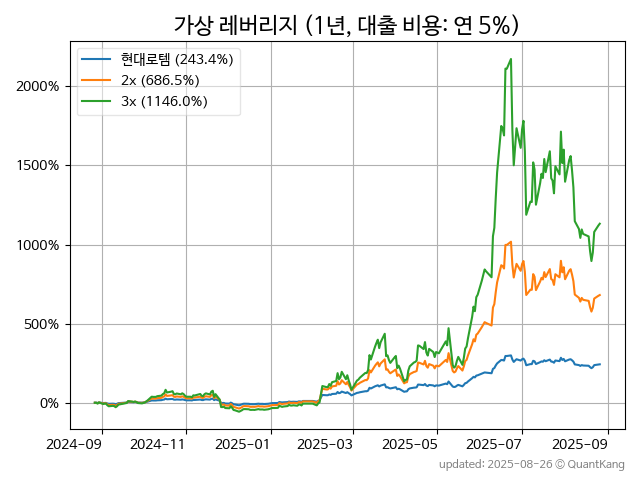 가상 레버리지 (1년, 대출 비용: 연 5%)
현대로템 (243.4%)
2x (686.5%)
3x (1146.0%)
2000%
1500%
1000%
500%
0%
2024-09 2024-11 2025-01 2025-03 2025-05 2025-07 2025-09
updated: 2025-08-26 © QuantKang